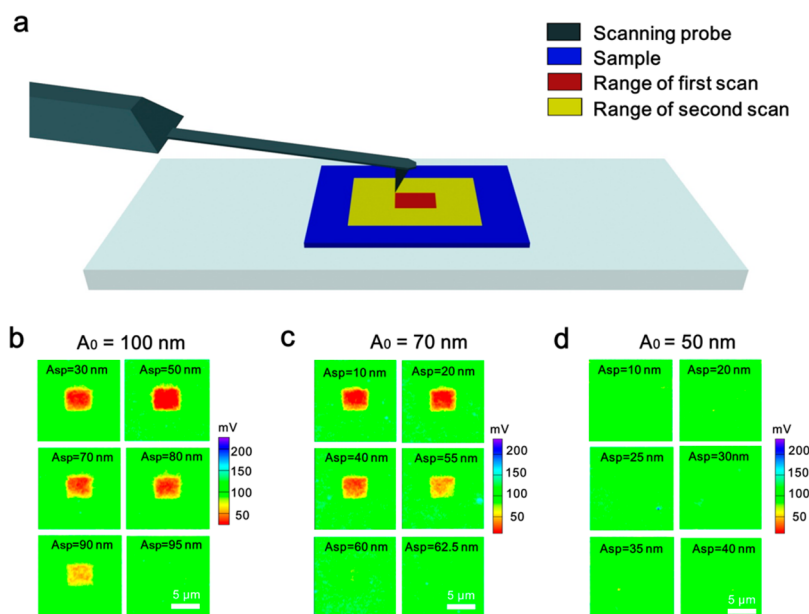 a
Scanning probe
Sample
Range of first scan
Range of second scan
b
A₀ = 100 nm
Asp=30 nm
Asp=50 nm
Asp=70 nm
Asp=80 nm
Asp=90 nm
Asp=95 nm
5 μm
mV
200
150
100
50
c
A₀ = 70 nm
Asp=10 nm
Asp=20 nm
Asp=40 nm
Asp=55 nm
Asp=60 nm
Asp=62.5 nm
5 μm
mV
200
150
100
50
d
A₀ = 50 nm
Asp=10 nm
Asp=20 nm
Asp=25 nm
Asp=30nm
Asp=35 nm
Asp=40 nm
5 μm
mV
200
150
100
50